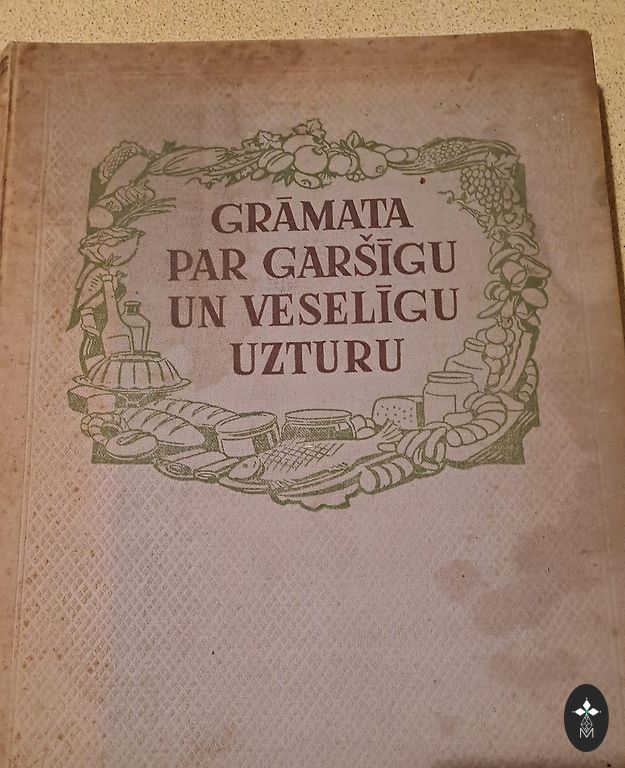 GRĀMATA
PAR GARŠĪGU
UN VESELĪGU
UZTURU
M